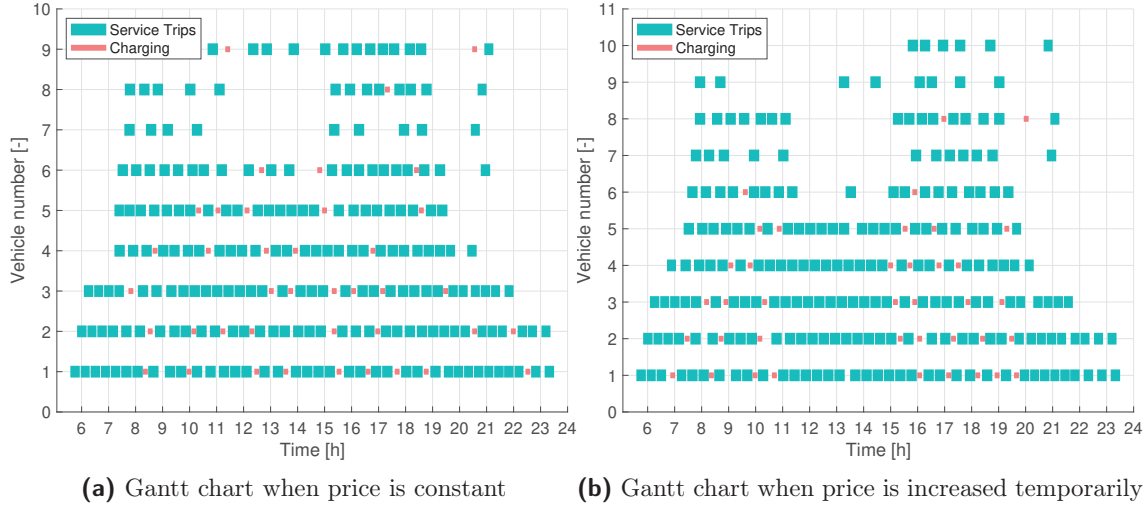 Service Trips
Charging
10
9
8
7
6
5
4
3
2
1
0
Vehicle number [-]
6 7 8 9 10 11 12 13 14 15 16 17 18 19 20 21 22 23 24
Time [h]
(a) Gantt chart when price is constant
Service Trips
Charging
11
10
9
8
7
6
5
4
3
2
1
0
Vehicle number [-]
6 7 8 9 10 11 12 13 14 15 16 17 18 19 20 21 22 23 24
Time [h]
(b) Gantt chart when price is increased temporarily